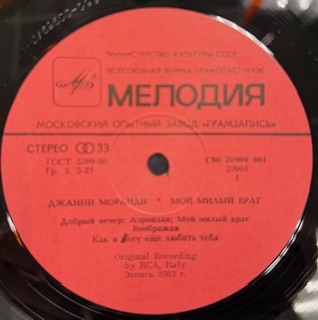 МИНИСТЕРСТВО КУЛЬТУРЫ СССР
ВСЕСОЮЗНАЯ ФИРМА ГРАМПЛАСТИНОК
МЕЛОДИЯ
МОСКОВСКИЙ ОПЫТНЫЙ ЗАВОД «ГРАМЗАПИСЬ»
СТЕРЕО 33
ГОСТ 5289-80
Гр. 3. 2-25
С60 20969 001
20969
1
ДЖАННИ МОРАНДИ • МОЙ МИЛЫЙ ВРАГ
Добрый вечер; Аэроплан; Мой милый враг
Воображая
Как я могу еще любить тебя
Original Recording
by RCA, Italy
Запись 1983 г.